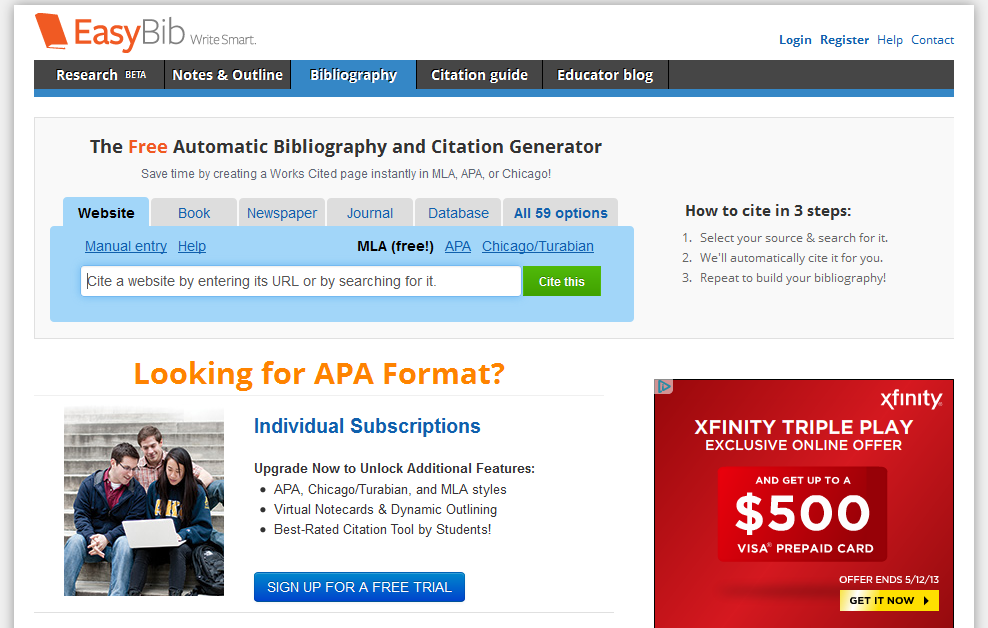 EasyBib Write Smart.
Login Register Help Contact
Research BETA Notes & Outline Bibliography Citation guide Educator blog
The Free Automatic Bibliography and Citation Generator
Save time by creating a Works Cited page instantly in MLA, APA, or Chicago!
Website Book Newspaper Journal Database All 59 options
Manual entry Help MLA (free!) APA Chicago/Turabian
Cite a website by entering its URL or by searching for it. Cite this
How to cite in 3 steps:
1. Select your source & search for it.
2. We'll automatically cite it for you.
3. Repeat to build your bibliography!
Looking for APA Format?
Individual Subscriptions
Upgrade Now to Unlock Additional Features:
• APA, Chicago/Turabian, and MLA styles
• Virtual Notecards & Dynamic Outlining
• Best-Rated Citation Tool by Students!
SIGN UP FOR A FREE TRIAL
xfinity.
XFINITY TRIPLE PLAY
EXCLUSIVE ONLINE OFFER
AND GET UP TO A
$500
VISA® PREPAID CARD
OFFER ENDS 5/12/13
GET IT NOW